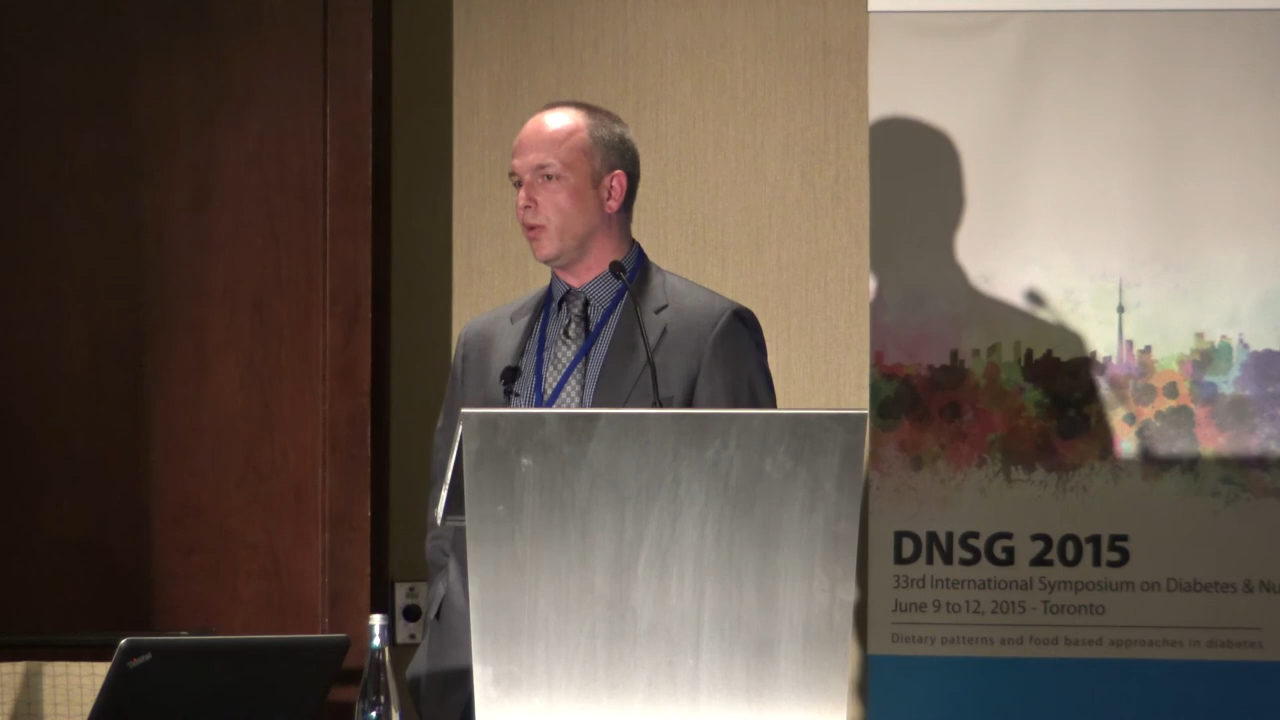 DNSG 2015
33rd International Symposium on Diabetes &
June 9 to 12, 2015 - Toronto
Dietary patterns and food based approaches in diabetes
ThinkPad